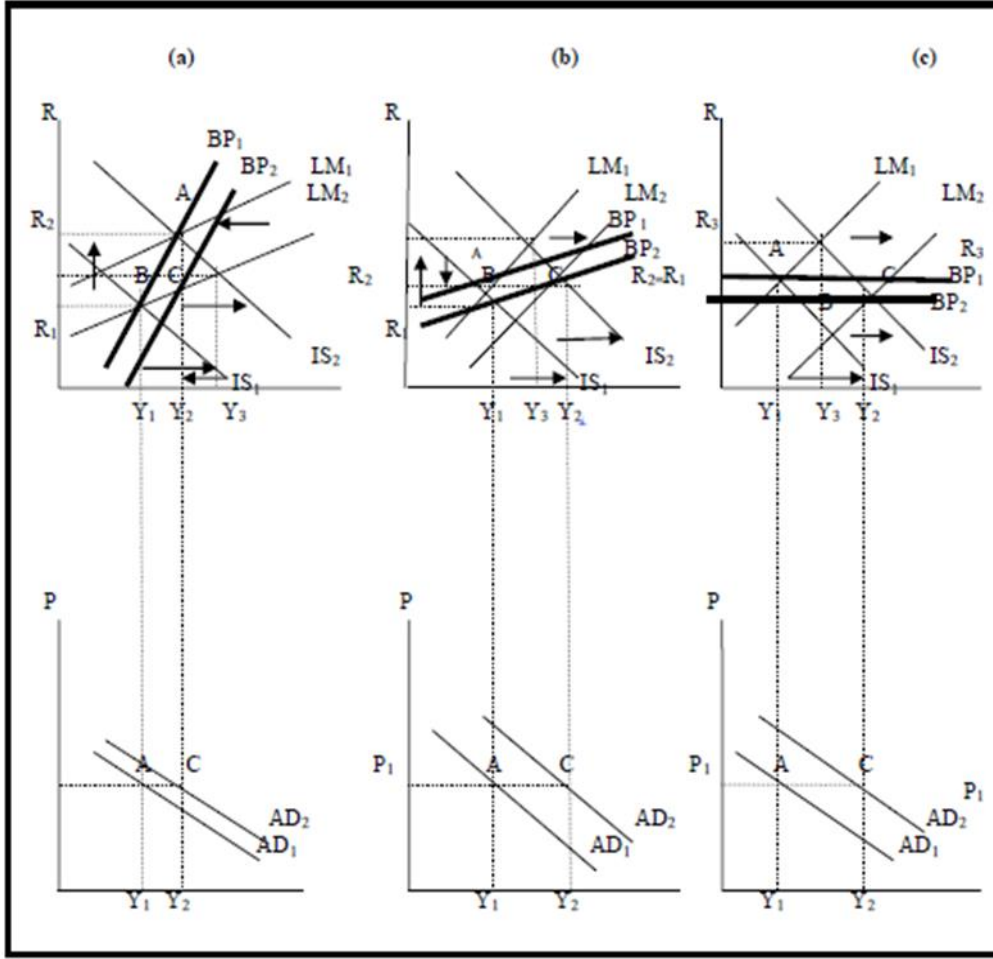 (a) (b) (c)
R R R
BP₁
BP₂ LM₁ LM₁ LM₁
A LM₂ LM₂ LM₂
R₂ BP₁ R₃
A BP₂ A R₃
B C R₂ B C R₂=R₁ C BP₁
B BP₂
R₁ R₁
IS₂ IS₂ IS₂
IS₁ IS₁ IS₁
Y₁ Y₂ Y₃ Y₁ Y₃ Y₂ Y₁ Y₃ Y₂
P P P
A C P₁ A C P₁ A C
P₁
AD₂ AD₂ AD₂
AD₁ AD₁ AD₁
Y₁ Y₂ Y₁ Y₂ Y₁ Y₂